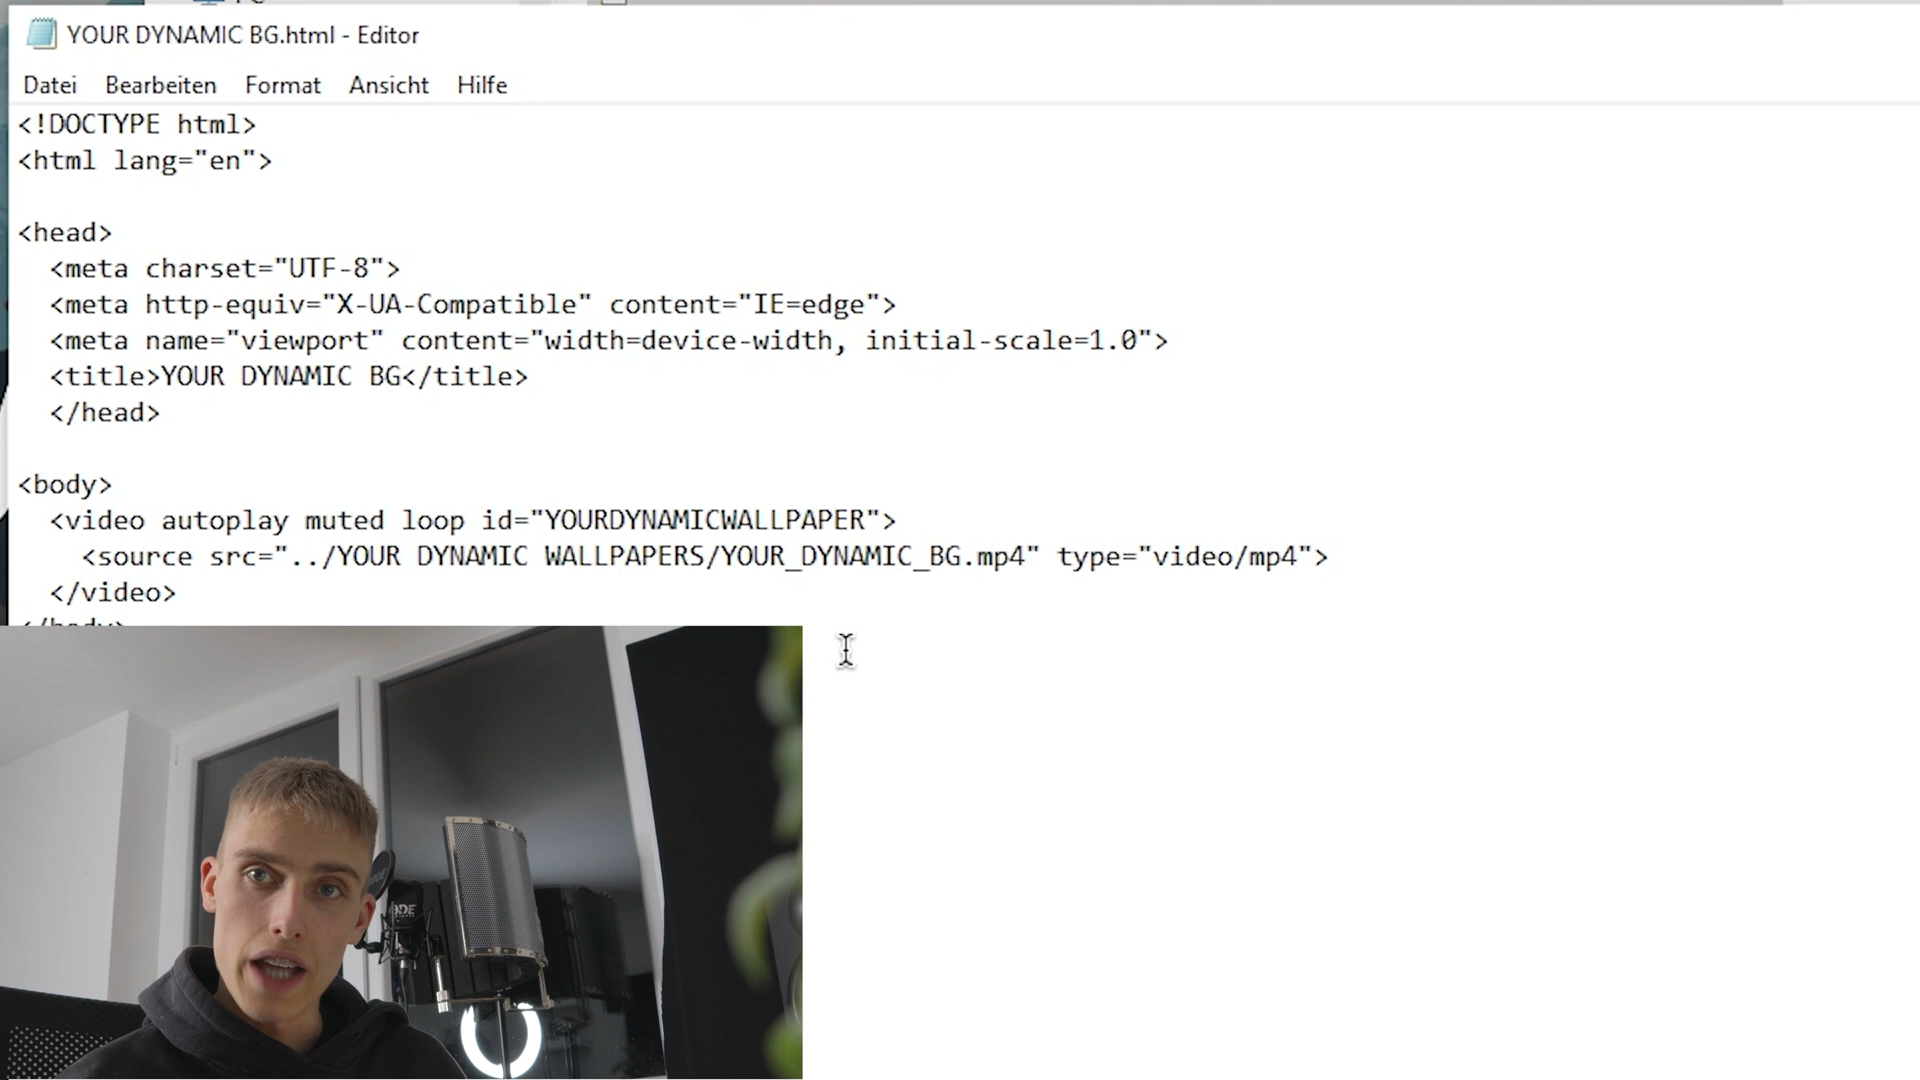 YOUR DYNAMIC BG.html - Editor
Datei Bearbeiten Format Ansicht Hilfe
<!DOCTYPE html>
<html lang="en">
<head>
<meta charset="UTF-8">
<meta http-equiv="X-UA-Compatible" content="IE=edge">
<meta name="viewport" content="width=device-width, initial-scale=1.0">
<title>YOUR DYNAMIC BG</title>
</head>
<body>
<video autoplay muted loop id="YOURDYNAMICWALLPAPER">
<source src="../YOUR DYNAMIC WALLPAPERS/YOUR_DYNAMIC_BG.mp4" type="video/mp4">
</video>
</body>